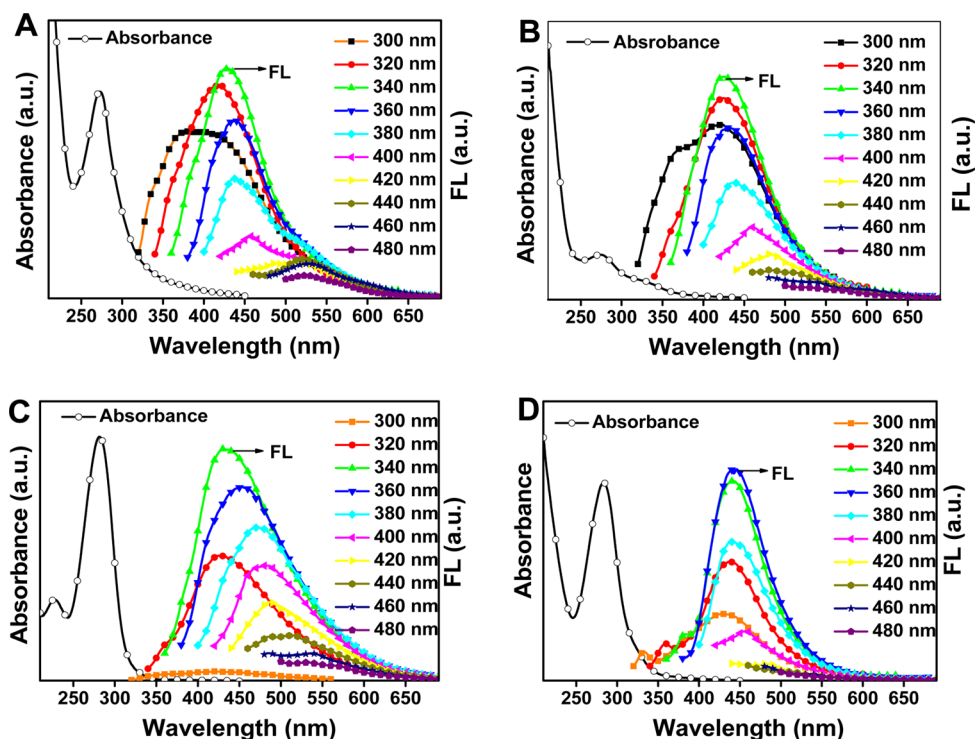 A
Absorbance
FL
300 nm
320 nm
340 nm
360 nm
380 nm
400 nm
420 nm
440 nm
460 nm
480 nm
Absorbance (a.u.)
FL (a.u.)
250 300 350 400 450 500 550 600 650
Wavelength (nm)
B
Absrobance
FL
300 nm
320 nm
340 nm
360 nm
380 nm
400 nm
420 nm
440 nm
460 nm
480 nm
Absorbance (a.u.)
FL (a.u.)
250 300 350 400 450 500 550 600 650
Wavelength (nm)
C
Absorbance
FL
300 nm
320 nm
340 nm
360 nm
380 nm
400 nm
420 nm
440 nm
460 nm
480 nm
Absorbance (a.u.)
FL (a.u.)
250 300 350 400 450 500 550 600 650
Wavelength (nm)
D
Absorbance
FL
300 nm
320 nm
340 nm
360 nm
380 nm
400 nm
420 nm
440 nm
460 nm
480 nm
Absorbance
FL (a.u.)
250 300 350 400 450 500 550 600 650
Wavelength (nm)